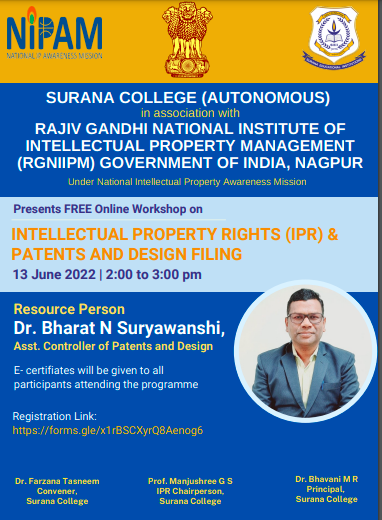 NiPAM
NATIONAL IP AWARENESS MISSION
SURANA COLLEGE (AUTONOMOUS)
in association with
RAJIV GANDHI NATIONAL INSTITUTE OF
INTELLECTUAL PROPERTY MANAGEMENT
(RGNIIPM) GOVERNMENT OF INDIA, NAGPUR
Under National Intellectual Property Awareness Mission
Presents FREE Online Workshop on
INTELLECTUAL PROPERTY RIGHTS (IPR) &
PATENTS AND DESIGN FILING
13 June 2022 | 2:00 to 3:00 pm
Resource Person
Dr. Bharat N Suryawanshi,
Asst. Controller of Patents and Design
E- certificates will be given to all
participants attending the programme
Registration Link:
https://forms.gle/x1rBSCXyrQ8Aenog6
Dr. Farzana Tasneem
Convener,
Surana College
Prof. Manjushree G S
IPR Chairperson,
Surana College
Dr. Bhavani M R
Principal,
Surana College